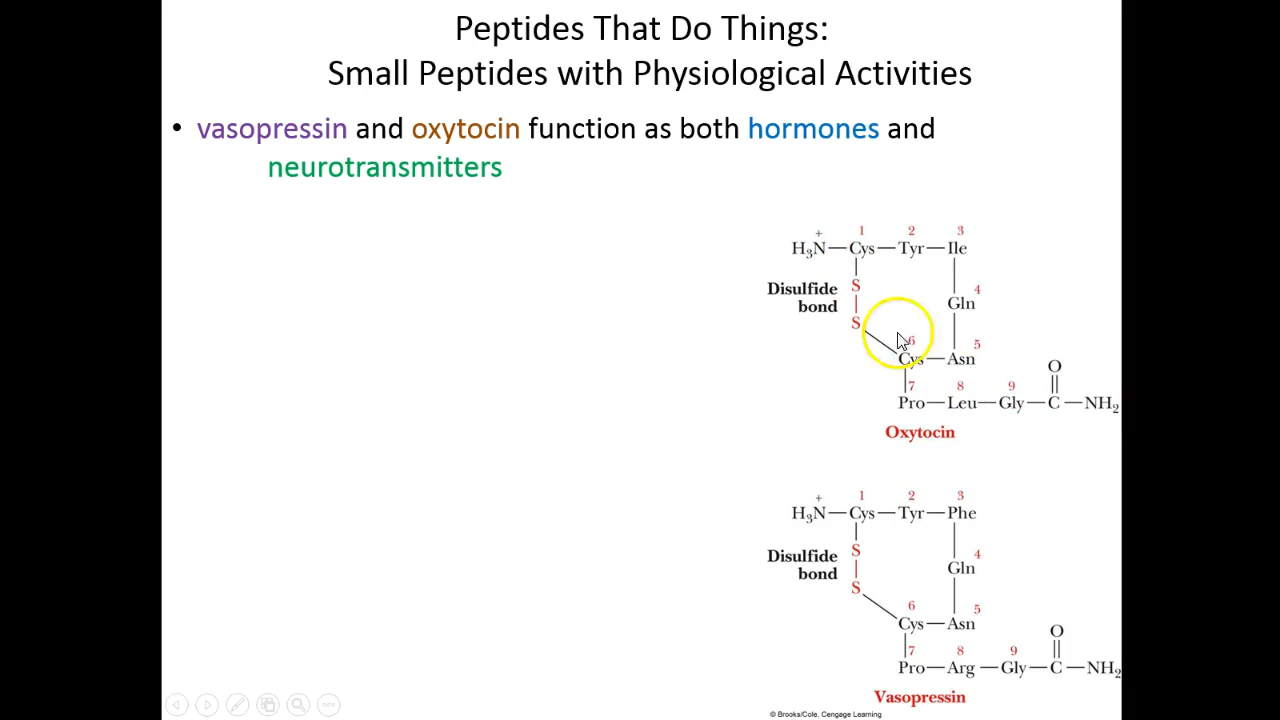 Peptides That Do Things:
Small Peptides with Physiological Activities
• vasopressin and oxytocin function as both hormones and
neurotransmitters
+ 1 2 3
H₃N—Cys—Tyr—Ile
Disulfide
bond
S
S
4
Gln
6 5
Cys—Asn
O
7 8 9
Pro—Leu—Gly—C—NH₂
Oxytocin
+ 1 2 3
H₃N—Cys—Tyr—Phe
Disulfide
bond
S
S
4
Gln
6 5
Cys—Asn
O
7 8 9
Pro—Arg—Gly—C—NH₂
Vasopressin
© Brooks/Cole, Cengage Learning